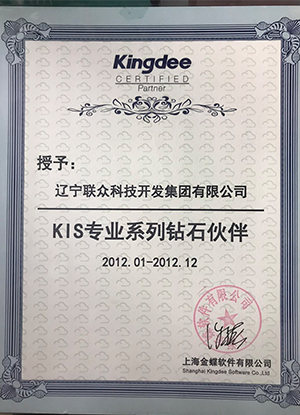 Kingdee
CERTIFIED
Partner
授予：
辽宁联众科技开发集团有限公司
KIS专业系列钻石伙伴
2012.01-2012.12
上海金蝶软件有限公司
Shanghai Kingdee Software Co.,Ltd